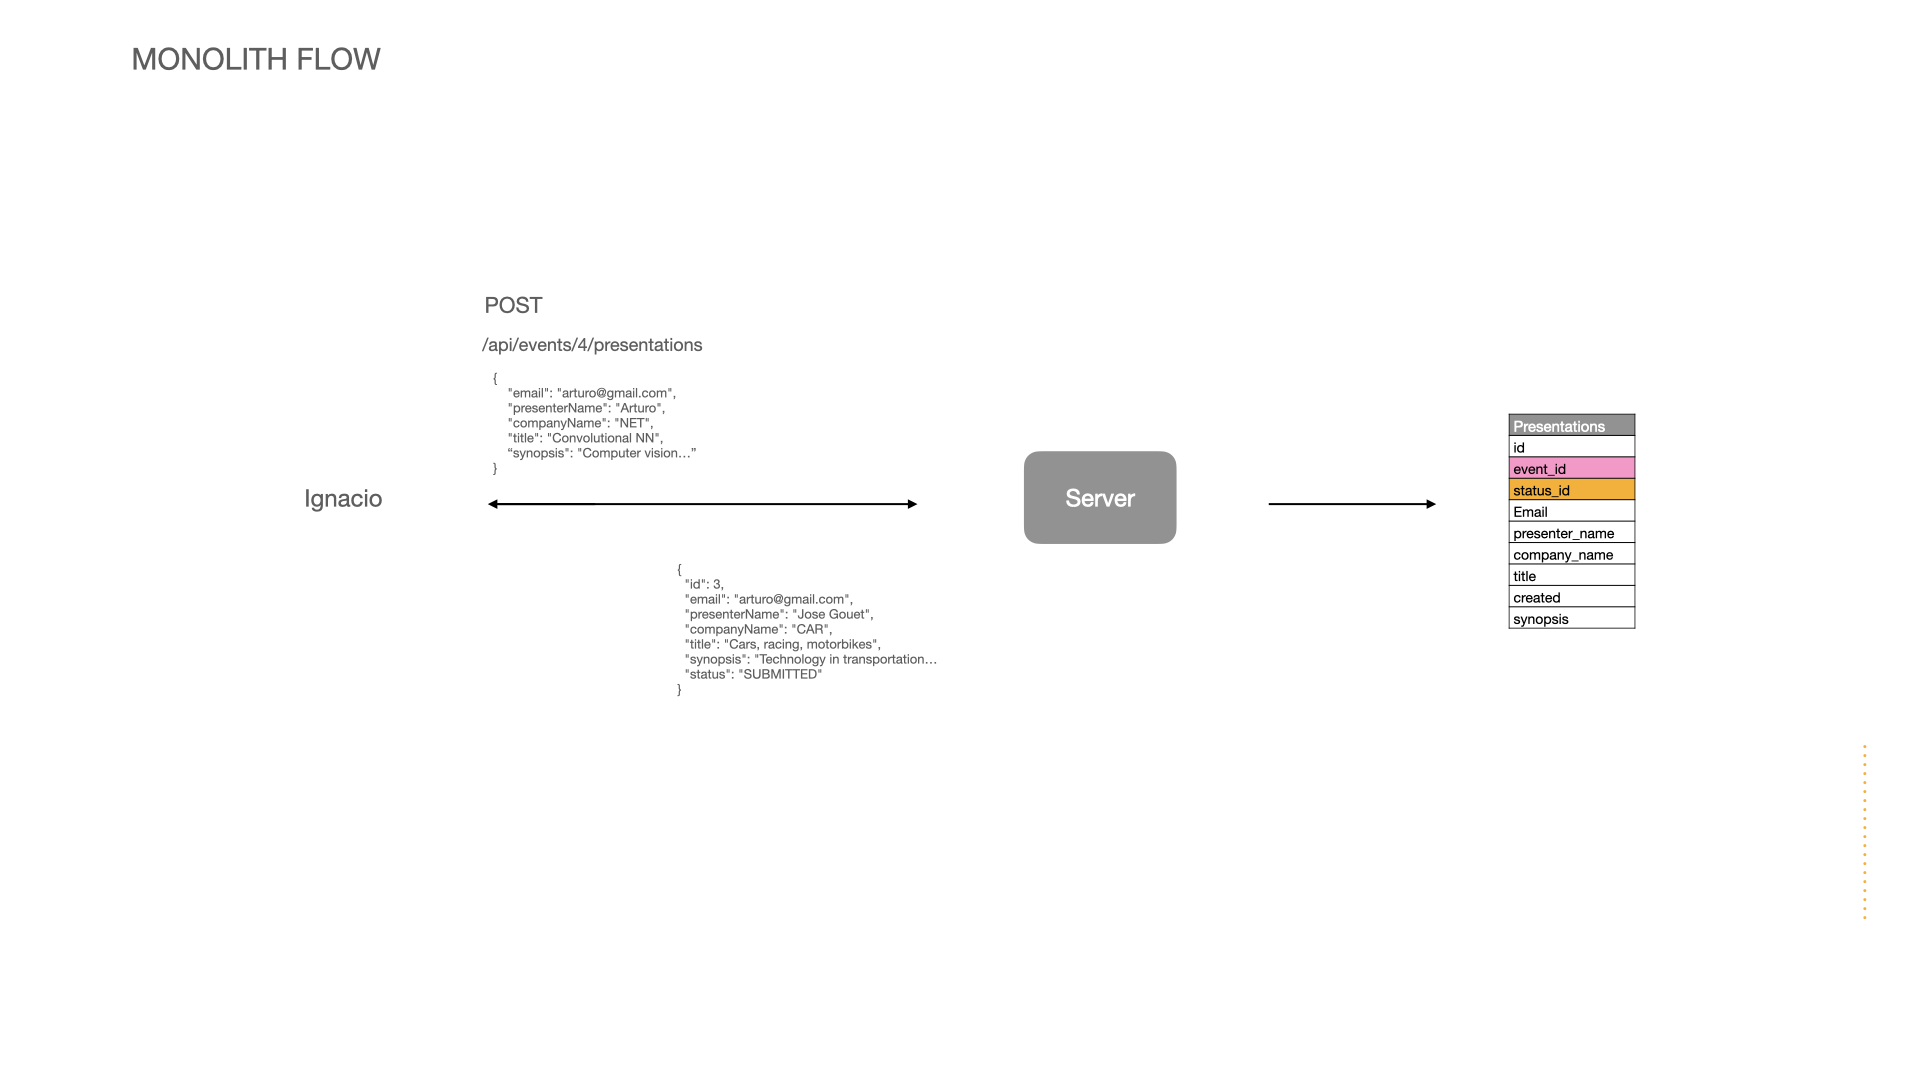 MONOLITH FLOW
POST
/api/events/4/presentations
{
"email": "arturo@gmail.com",
"presenterName": "Arturo",
"companyName": "NET",
"title": "Convolutional NN",
“synopsis": "Computer vision…”
}
Ignacio
{
"id": 3,
"email": "arturo@gmail.com",
"presenterName": "Jose Gouet",
"companyName": "CAR",
"title": "Cars, racing, motorbikes",
"synopsis": "Technology in transportation…
"status": "SUBMITTED"
}
Server
Presentations
id
event_id
status_id
Email
presenter_name
company_name
title
created
synopsis